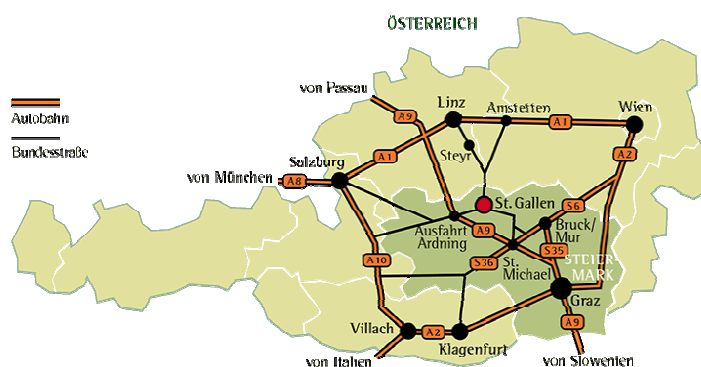 ÖSTERREICH
von Passau
Autobahn
Bundesstraße
A9
Linz
Amstetten
A1
Wien
Steyr
A1
A2
Salzburg
von München
A8
St. Gallen
S6
Ausfahrt
Ardning
A9
Bruck/
Mur
A10
S36
St.
Michael
S35
STEIER-
MARK
Graz
Villach
A2
Klagenfurt
A9
von Italien
von Slowenien